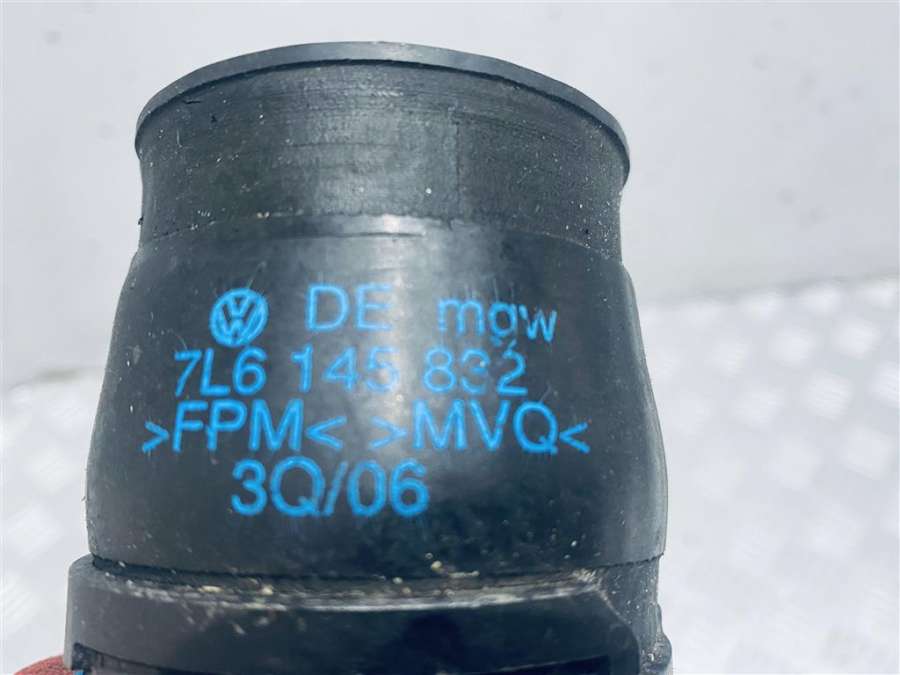 DE mgw
7L6 145 832
>FPM< >MVQ<
3Q/06